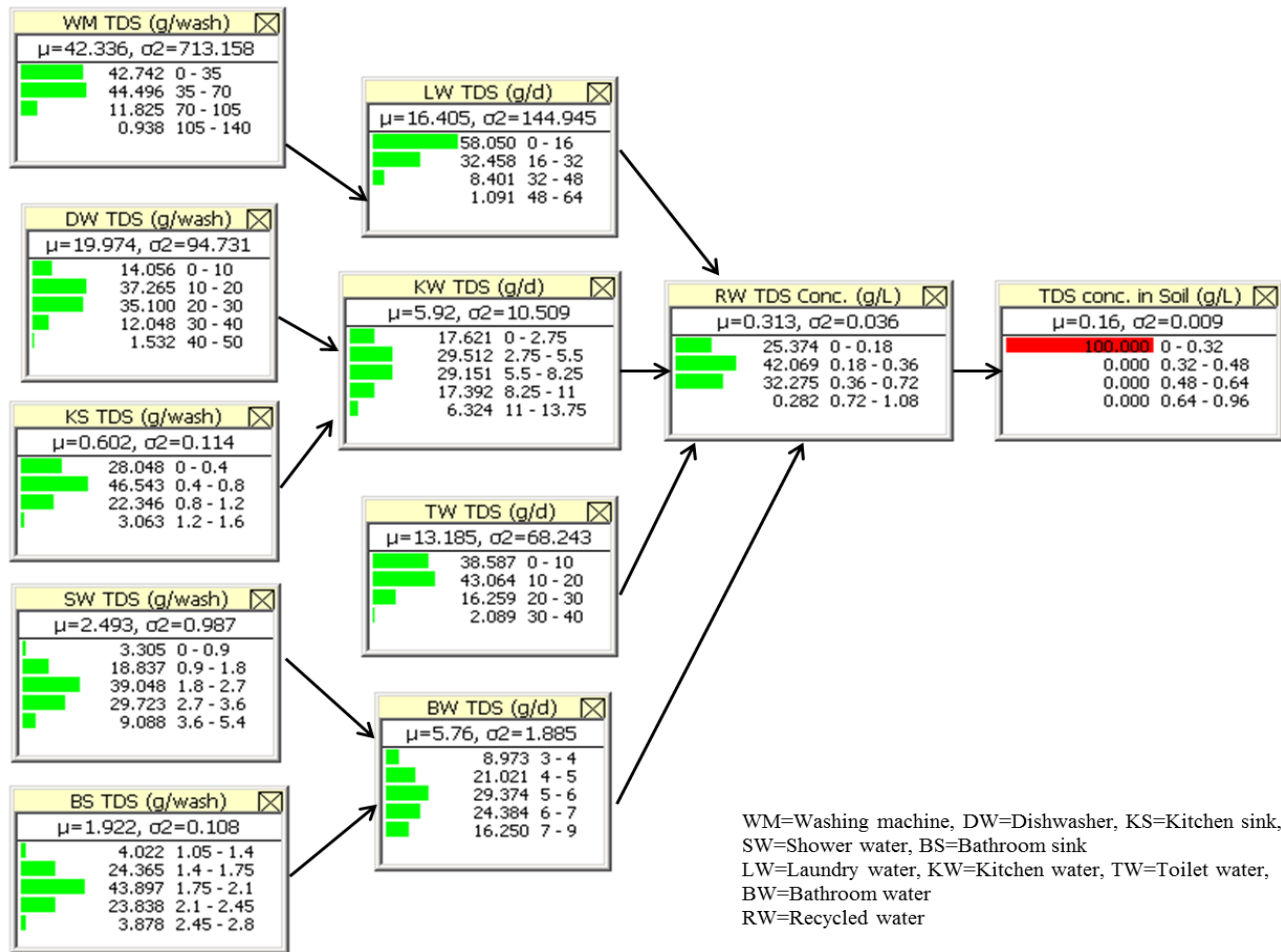 WM TDS (g/wash)
μ=42.336, σ2=713.158
42.742 0 - 35
44.496 35 - 70
11.825 70 - 105
0.938 105 - 140
DW TDS (g/wash)
μ=19.974, σ2=94.731
14.056 0 - 10
37.265 10 - 20
35.100 20 - 30
12.048 30 - 40
1.532 40 - 50
KS TDS (g/wash)
μ=0.602, σ2=0.114
28.048 0 - 0.4
46.543 0.4 - 0.8
22.346 0.8 - 1.2
3.063 1.2 - 1.6
SW TDS (g/wash)
μ=2.493, σ2=0.987
3.305 0 - 0.9
18.837 0.9 - 1.8
39.048 1.8 - 2.7
29.723 2.7 - 3.6
9.088 3.6 - 5.4
BS TDS (g/wash)
μ=1.922, σ2=0.108
4.022 1.05 - 1.4
24.365 1.4 - 1.75
43.897 1.75 - 2.1
23.838 2.1 - 2.45
3.878 2.45 - 2.8
LW TDS (g/d)
μ=16.405, σ2=144.945
58.050 0 - 16
32.458 16 - 32
8.401 32 - 48
1.091 48 - 64
KW TDS (g/d)
μ=5.92, σ2=10.509
17.621 0 - 2.75
29.512 2.75 - 5.5
29.151 5.5 - 8.25
17.392 8.25 - 11
6.324 11 - 13.75
TW TDS (g/d)
μ=13.185, σ2=68.243
38.587 0 - 10
43.064 10 - 20
16.259 20 - 30
2.089 30 - 40
BW TDS (g/d)
μ=5.76, σ2=1.885
8.973 3 - 4
21.021 4 - 5
29.374 5 - 6
24.384 6 - 7
16.250 7 - 9
RW TDS Conc. (g/L)
μ=0.313, σ2=0.036
25.374 0 - 0.18
42.069 0.18 - 0.36
32.275 0.36 - 0.72
0.282 0.72 - 1.08
TDS conc. in Soil (g/L)
μ=0.16, σ2=0.009
100.000 0 - 0.32
0.000 0.32 - 0.48
0.000 0.48 - 0.64
0.000 0.64 - 0.96
WM=Washing machine, DW=Dishwasher, KS=Kitchen sink,
SW=Shower water, BS=Bathroom sink
LW=Laundry water, KW=Kitchen water, TW=Toilet water,
BW=Bathroom water
RW=Recycled water